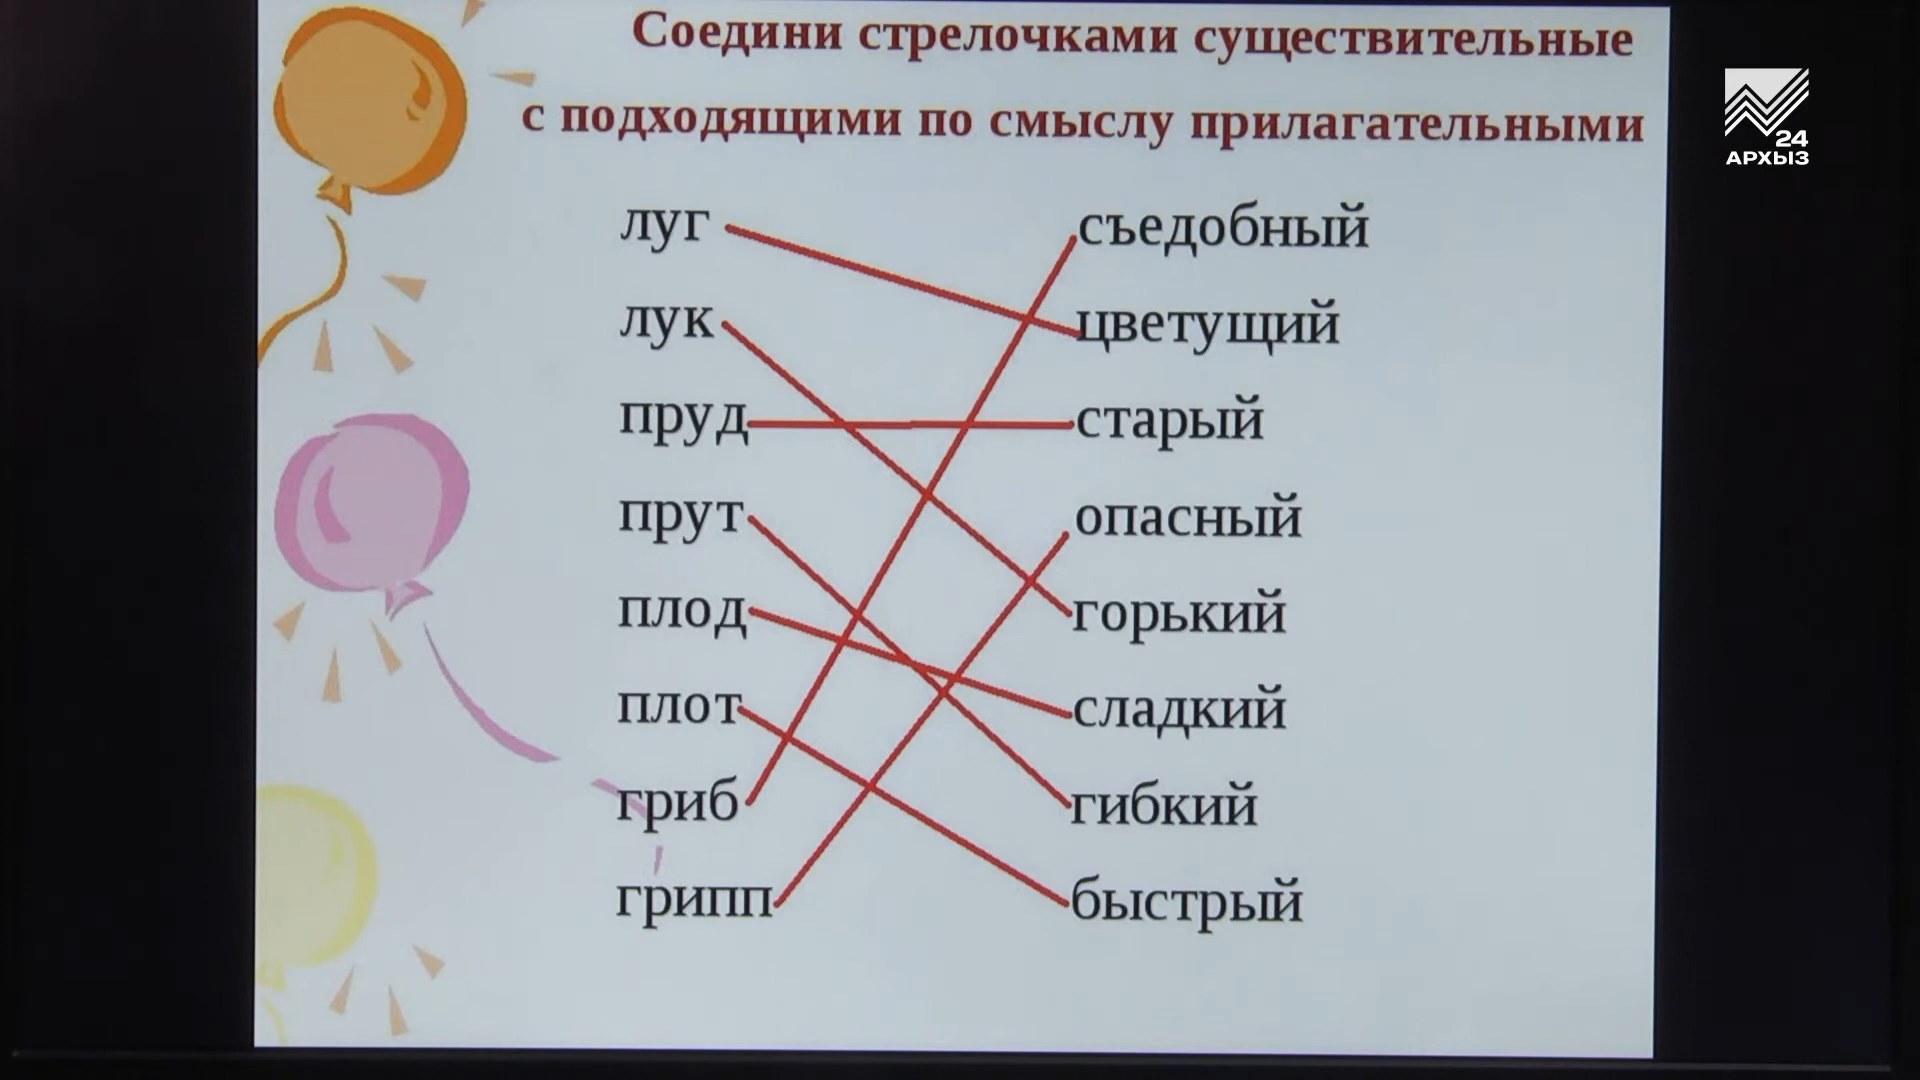 Соедини стрелочками существительные
с подходящими по смыслу прилагательными
луг съедобный
лук цветущий
пруд старый
прут опасный
плод горький
плот сладкий
гриб гибкий
грипп быстрый
24
АРХЫЗ